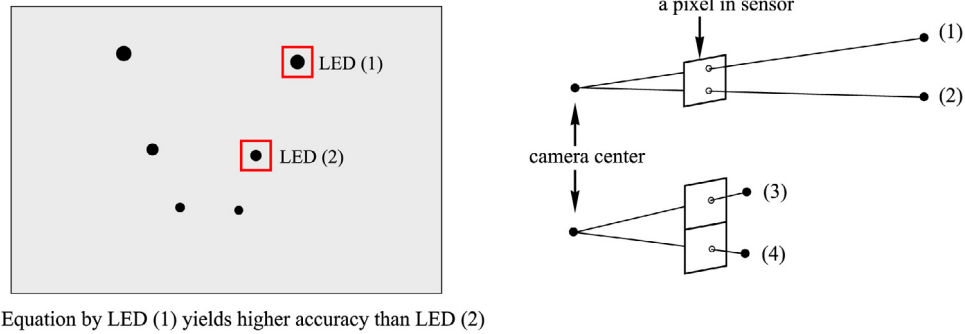 a pixel in sensor
(1)
LED (1)
(2)
LED (2)
camera center
(3)
(4)
Equation by LED (1) yields higher accuracy than LED (2)